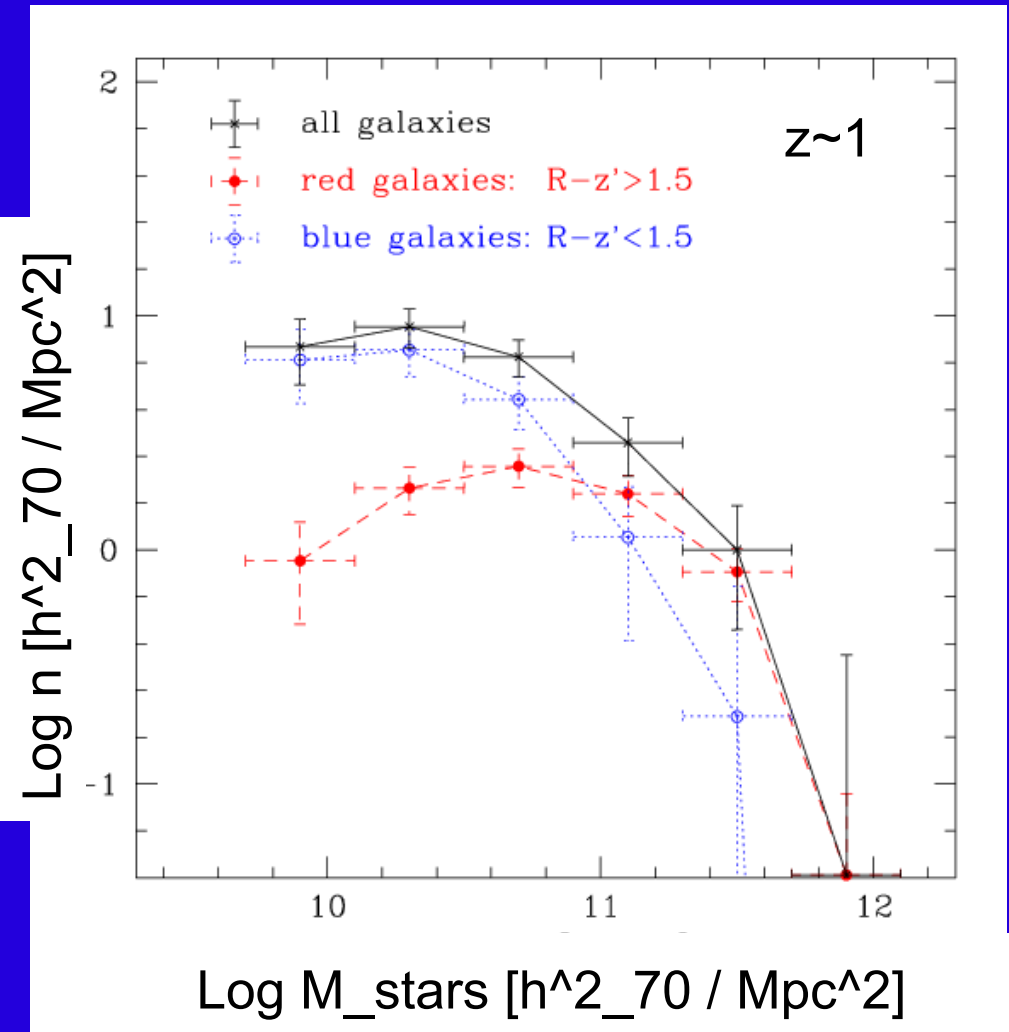 2
all galaxies
z~1
red galaxies: R-z'>1.5
blue galaxies: R-z'<1.5
1
Log n [h^2_70 / Mpc^2]
0
-1
10 11 12
Log M_stars [h^2_70 / Mpc^2]